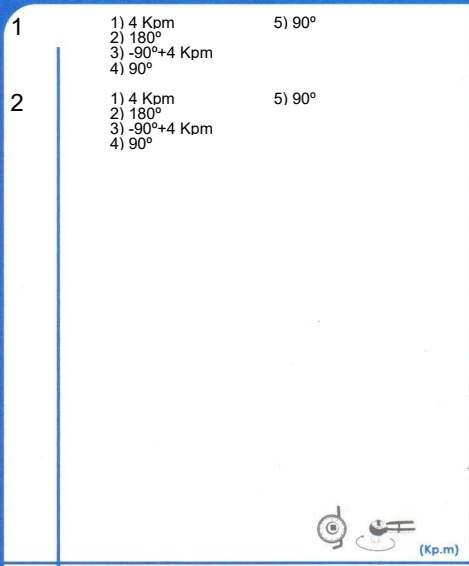 1 1) 4 Kpm 5) 90º
2) 180º
3) -90º+4 Kpm
4) 90º
2 1) 4 Kpm 5) 90º
2) 180º
3) -90º+4 Kpm
4) 90º
(Kp.m)